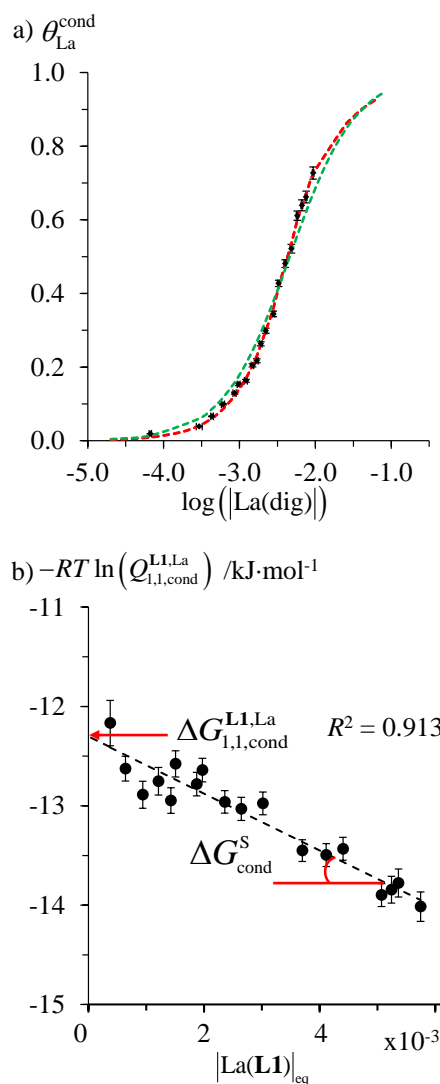 a) θ_La^cond
1.0
0.8
0.6
0.4
0.2
0.0
-5.0 -4.0 -3.0 -2.0 -1.0
log(|La(dig)|)
b) −RT ln(Q_1,1,cond^L1,La) /kJ·mol⁻¹
-11
ΔG_1,1,cond^L1,La R² = 0.913
-12
-13
ΔG_cond^S
-14
-15
0 2 4 x10⁻³
|La(L1)|_eq